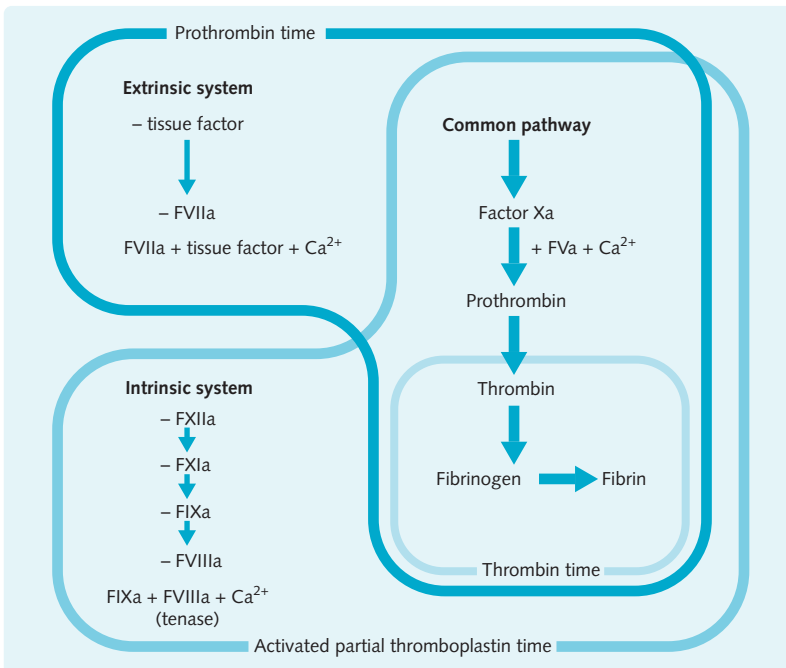 Prothrombin time
Extrinsic system
– tissue factor
– FVIIa
FVIIa + tissue factor + Ca²⁺
Common pathway
Factor Xa
+ FVa + Ca²⁺
Prothrombin
Thrombin
Fibrinogen
Fibrin
Thrombin time
Intrinsic system
– FXIIa
– FXIa
– FIXa
– FVIIIa
FIXa + FVIIIa + Ca²⁺
(tenase)
Activated partial thromboplastin time